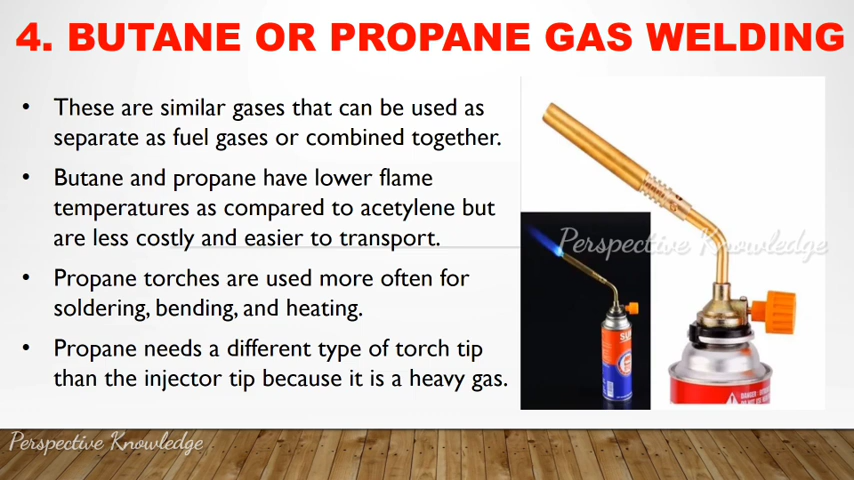 4. BUTANE OR PROPANE GAS WELDING
• These are similar gases that can be used as
separate as fuel gases or combined together.
• Butane and propane have lower flame
temperatures as compared to acetylene but
are less costly and easier to transport.
• Propane torches are used more often for
soldering, bending, and heating.
• Propane needs a different type of torch tip
than the injector tip because it is a heavy gas.
Perspective Knowledge
Perspective Knowledge